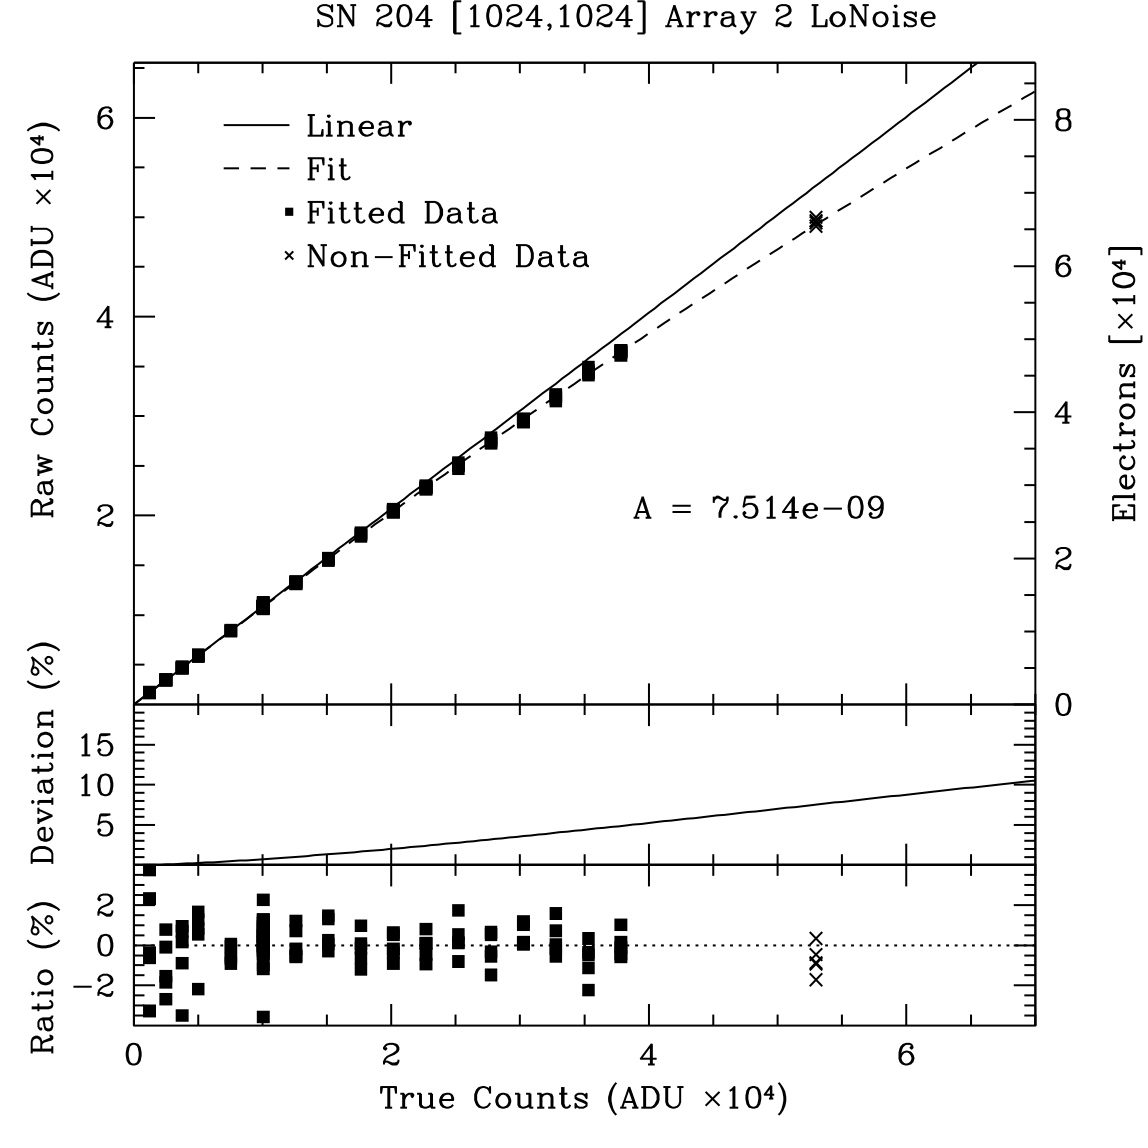 SN 204 [1024,1024] Array 2 LoNoise
Linear
Fit
Fitted Data
Non−Fitted Data
A = 7.514e−09
Raw Counts (ADU ×10⁴)
6
4
2
Electrons [×10⁴]
8
6
4
2
0
Deviation (%)
15
10
5
Ratio (%)
2
0
−2
0
2
4
6
True Counts (ADU ×10⁴)